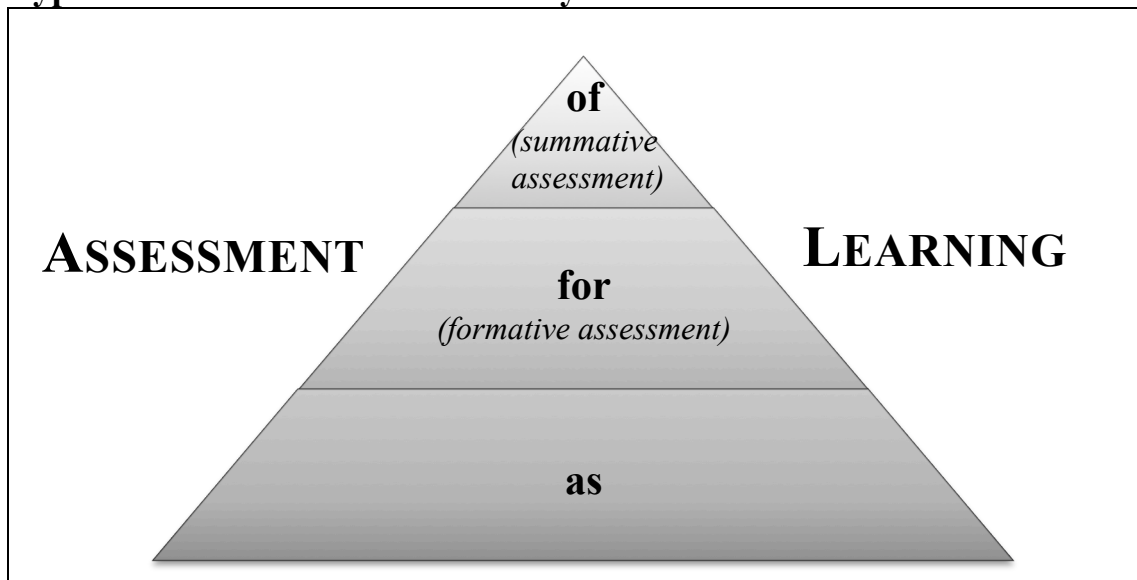 of
(summative
assessment)
ASSESSMENT
LEARNING
for
(formative assessment)
as